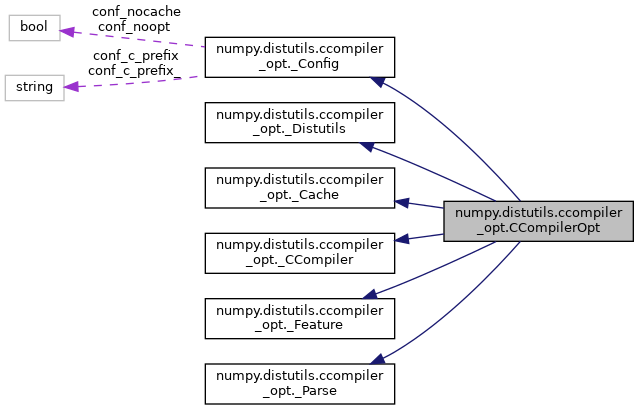 conf_nocache
conf_noopt
bool
conf_c_prefix
conf_c_prefix_
string
numpy.distutils.ccompiler
_opt._Config
numpy.distutils.ccompiler
_opt._Distutils
numpy.distutils.ccompiler
_opt._Cache
numpy.distutils.ccompiler
_opt._CCompiler
numpy.distutils.ccompiler
_opt._Feature
numpy.distutils.ccompiler
_opt._Parse
numpy.distutils.ccompiler
_opt.CCompilerOpt